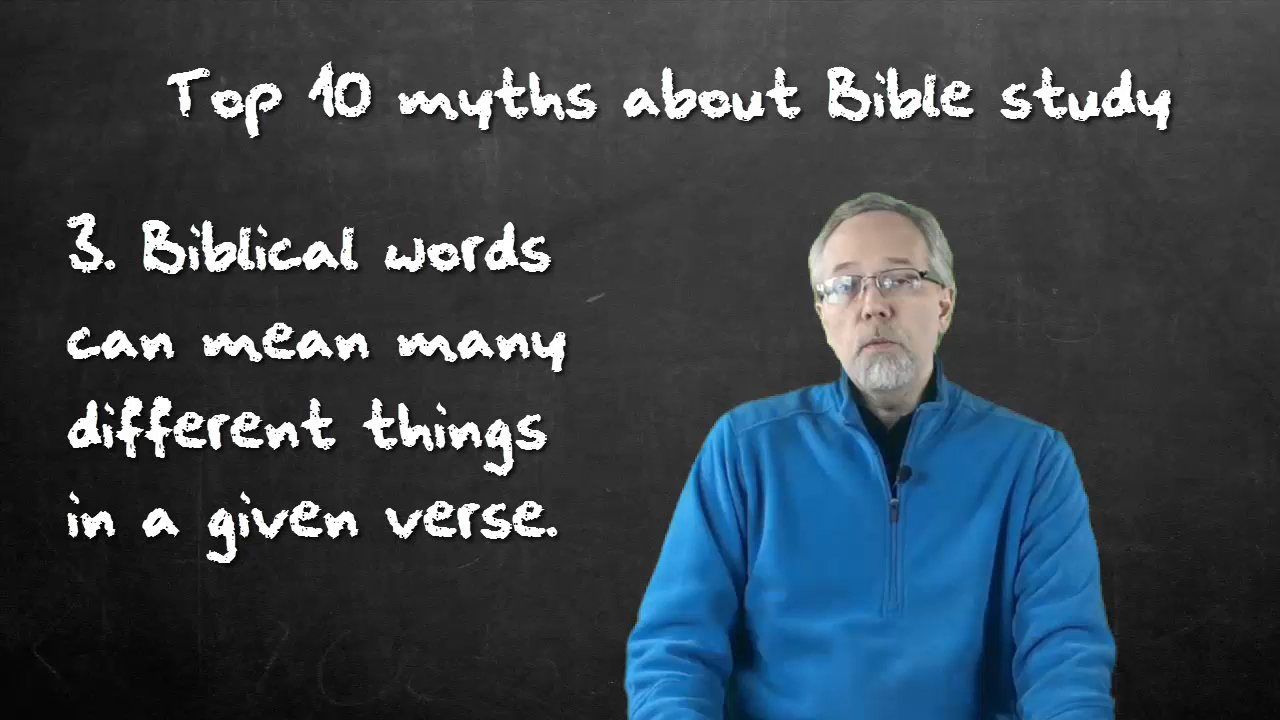 Top 10 myths about Bible study
3. Biblical words
can mean many
different things
in a given verse.